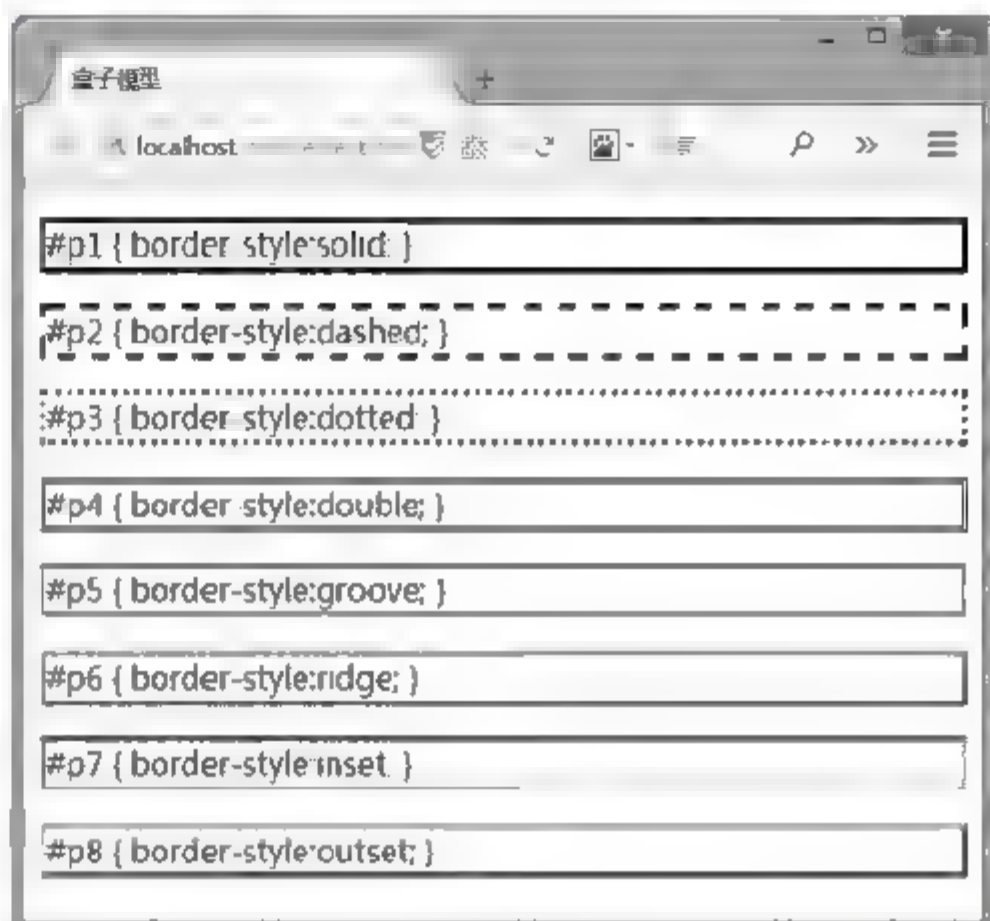 盒子模型
localhost
#p1 { border-style:solid; }
#p2 { border-style:dashed; }
#p3 { border-style:dotted; }
#p4 { border-style:double; }
#p5 { border-style:groove; }
#p6 { border-style:ridge; }
#p7 { border-style:inset; }
#p8 { border-style:outset; }